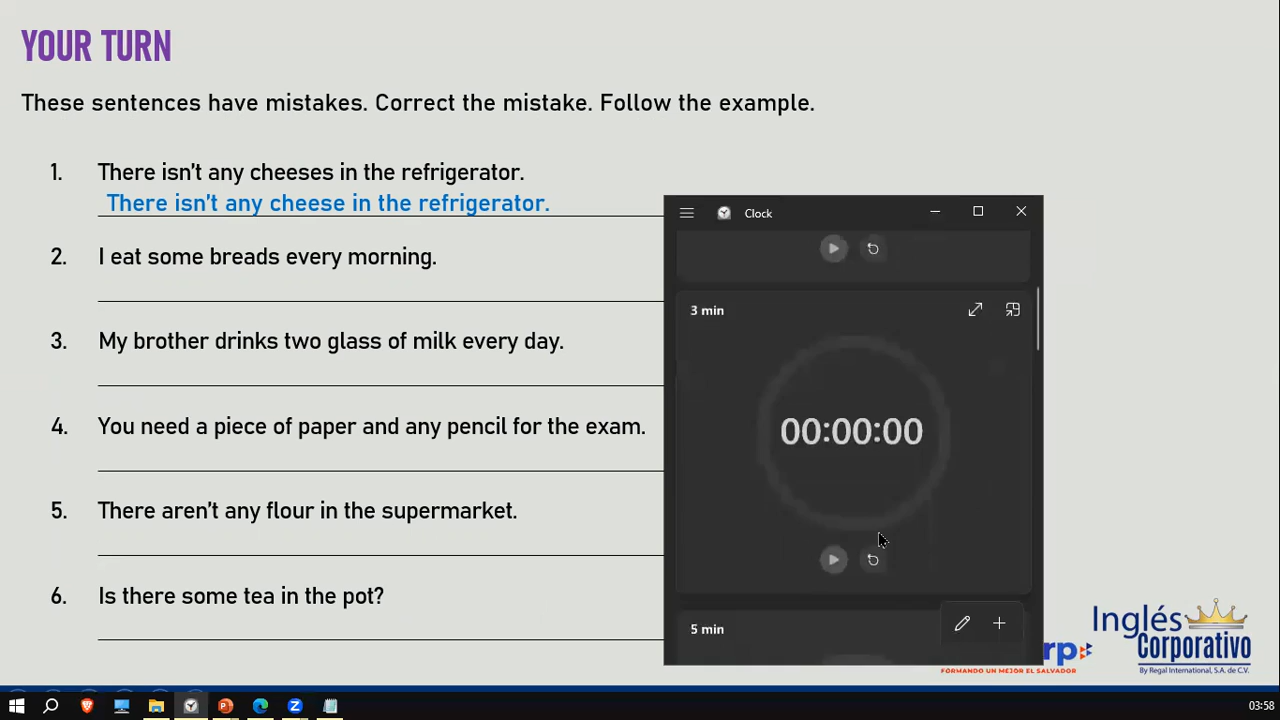 YOUR TURN
These sentences have mistakes. Correct the mistake. Follow the example.
1. There isn't any cheeses in the refrigerator.
There isn't any cheese in the refrigerator.
2. I eat some breads every morning.
3. My brother drinks two glass of milk every day.
4. You need a piece of paper and any pencil for the exam.
5. There aren't any flour in the supermarket.
6. Is there some tea in the pot?
Clock
3 min
00:00:00
5 min
rp
FORMANDO UN MEJOR EL SALVADOR
Inglés
Corporativo
By Regal International, S.A. de C.V.
03:58